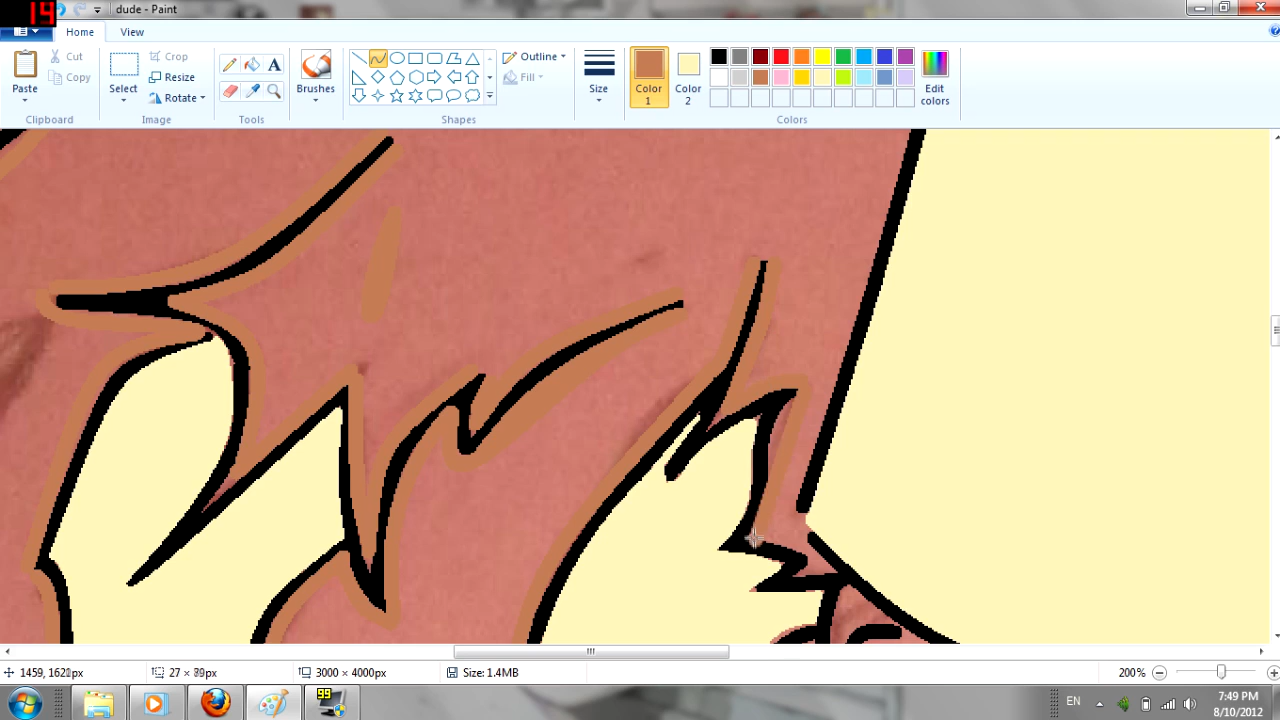 19
dude - Paint
Home View
Paste
Cut
Copy
Clipboard
Select
Crop
Resize
Rotate
Image
A
Tools
Brushes
Outline
Fill
Shapes
Size
Color 1
Color 2
Edit colors
Colors
1459, 1621px 27 × 39px 3000 × 4000px Size: 1.4MB 200%
99
EN
7:49 PM
8/10/2012